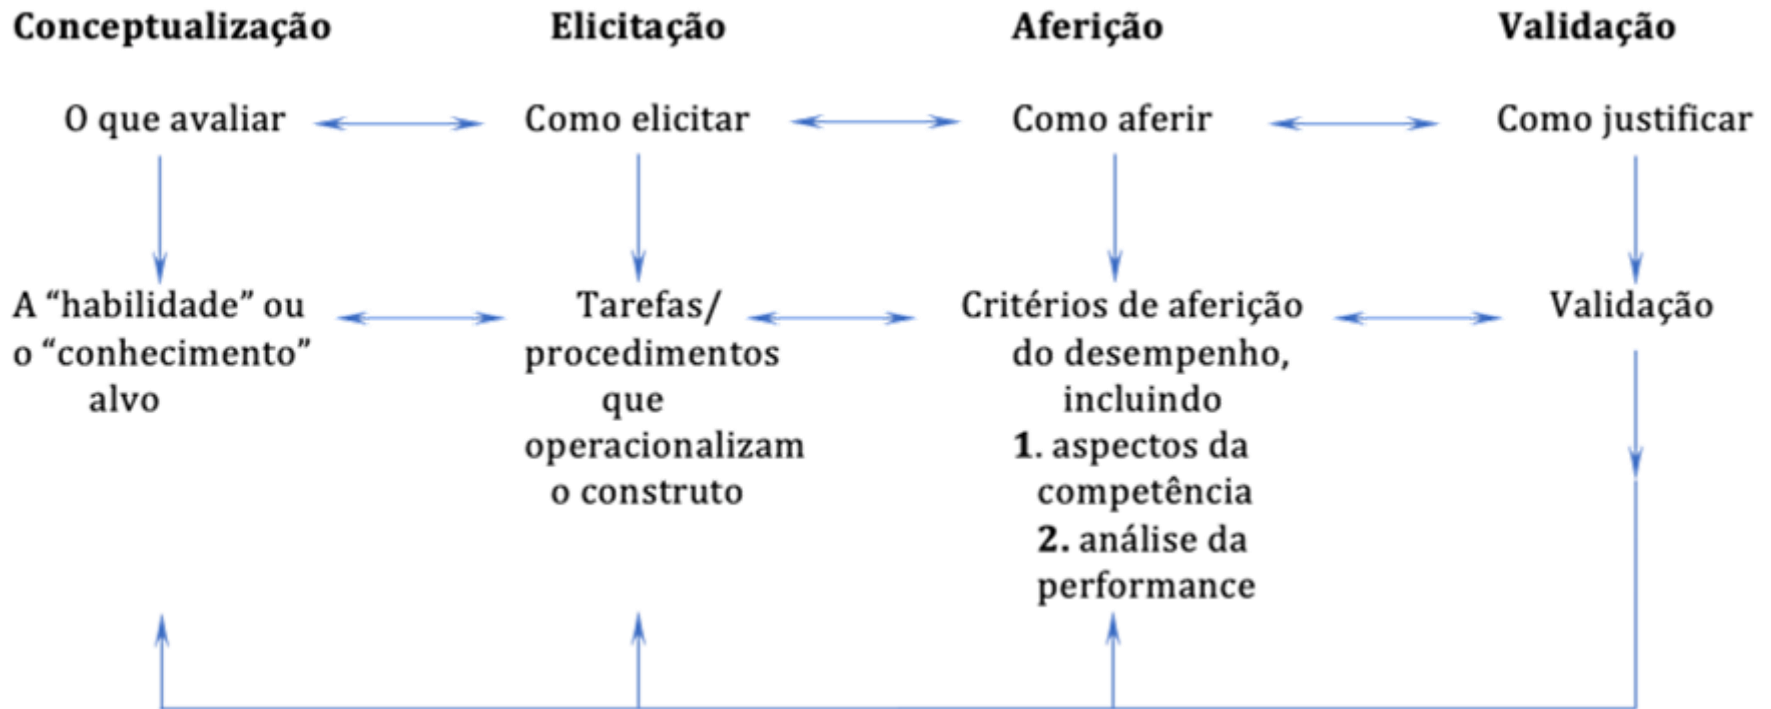 Conceptualização
Elicitação
Aferição
Validação
O que avaliar
Como elicitar
Como aferir
Como justificar
A “habilidade” ou
o “conhecimento”
alvo
Tarefas/
procedimentos
que
operacionalizam
o construto
Critérios de aferição
do desempenho,
incluindo
1. aspectos da
competência
2. análise da
performance
Validação